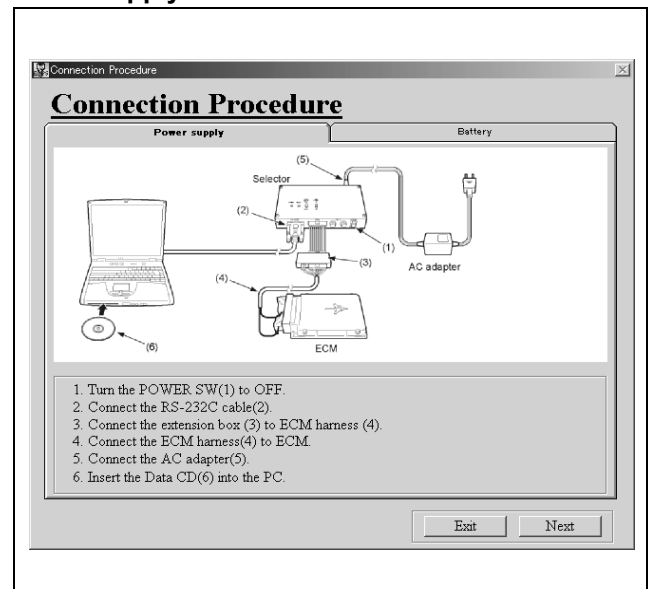 Connection Procedure
Connection Procedure
Power supply
Battery
(5)
Selector
(2)
(1)
(3)
AC adapter
(4)
(6)
ECM
1. Turn the POWER SW(1) to OFF.
2. Connect the RS-232C cable(2).
3. Connect the extension box (3) to ECM harness (4).
4. Connect the ECM harness(4) to ECM.
5. Connect the AC adapter(5).
6. Insert the Data CD(6) into the PC.
Exit
Next